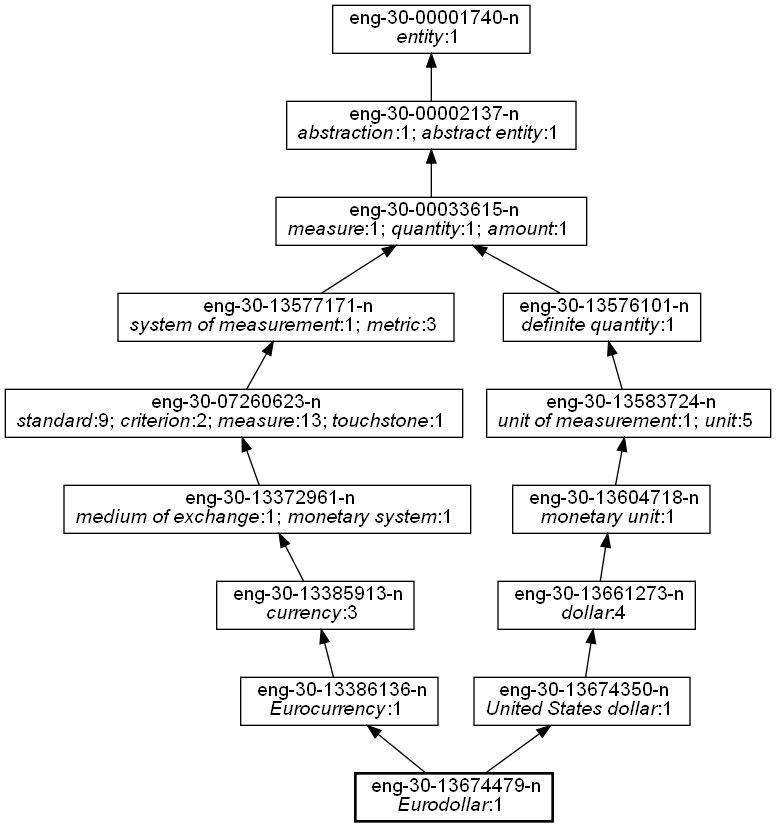 eng-30-00001740-n
entity:1
eng-30-00002137-n
abstraction:1; abstract entity:1
eng-30-00033615-n
measure:1; quantity:1; amount:1
eng-30-13577171-n
system of measurement:1; metric:3
eng-30-13576101-n
definite quantity:1
eng-30-07260623-n
standard:9; criterion:2; measure:13; touchstone:1
eng-30-13583724-n
unit of measurement:1; unit:5
eng-30-13372961-n
medium of exchange:1; monetary system:1
eng-30-13604718-n
monetary unit:1
eng-30-13385913-n
currency:3
eng-30-13661273-n
dollar:4
eng-30-13386136-n
Eurocurrency:1
eng-30-13674350-n
United States dollar:1
eng-30-13674479-n
Eurodollar:1